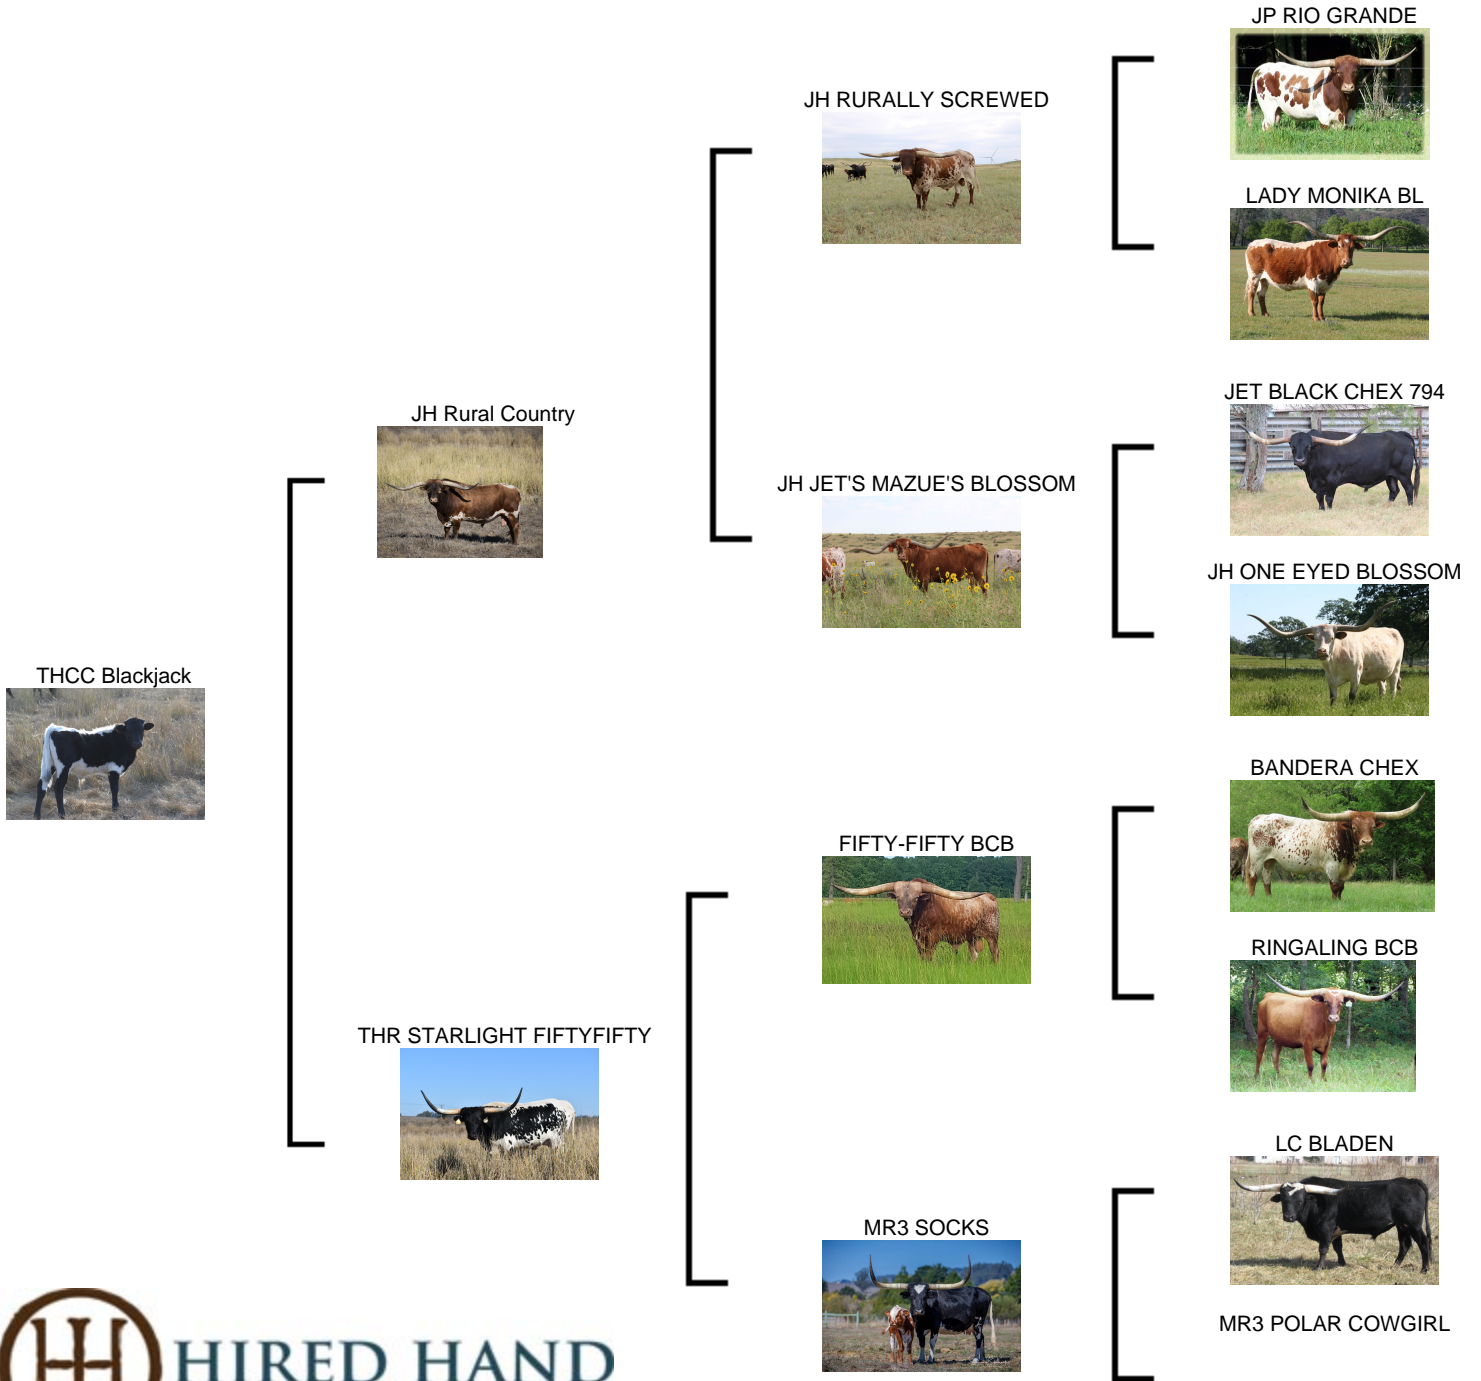 JP RIO GRANDE
JH RURALLY SCREWED
LADY MONIKA BL
JET BLACK CHEX 794
JH Rural Country
JH JET'S MAZUE'S BLOSSOM
JH ONE EYED BLOSSOM
THCC Blackjack
BANDERA CHEX
FIFTY-FIFTY BCB
RINGALING BCB
THR STARLIGHT FIFTYFIFTY
LC BLADEN
MR3 SOCKS
MR3 POLAR COWGIRL
HIRED HAND